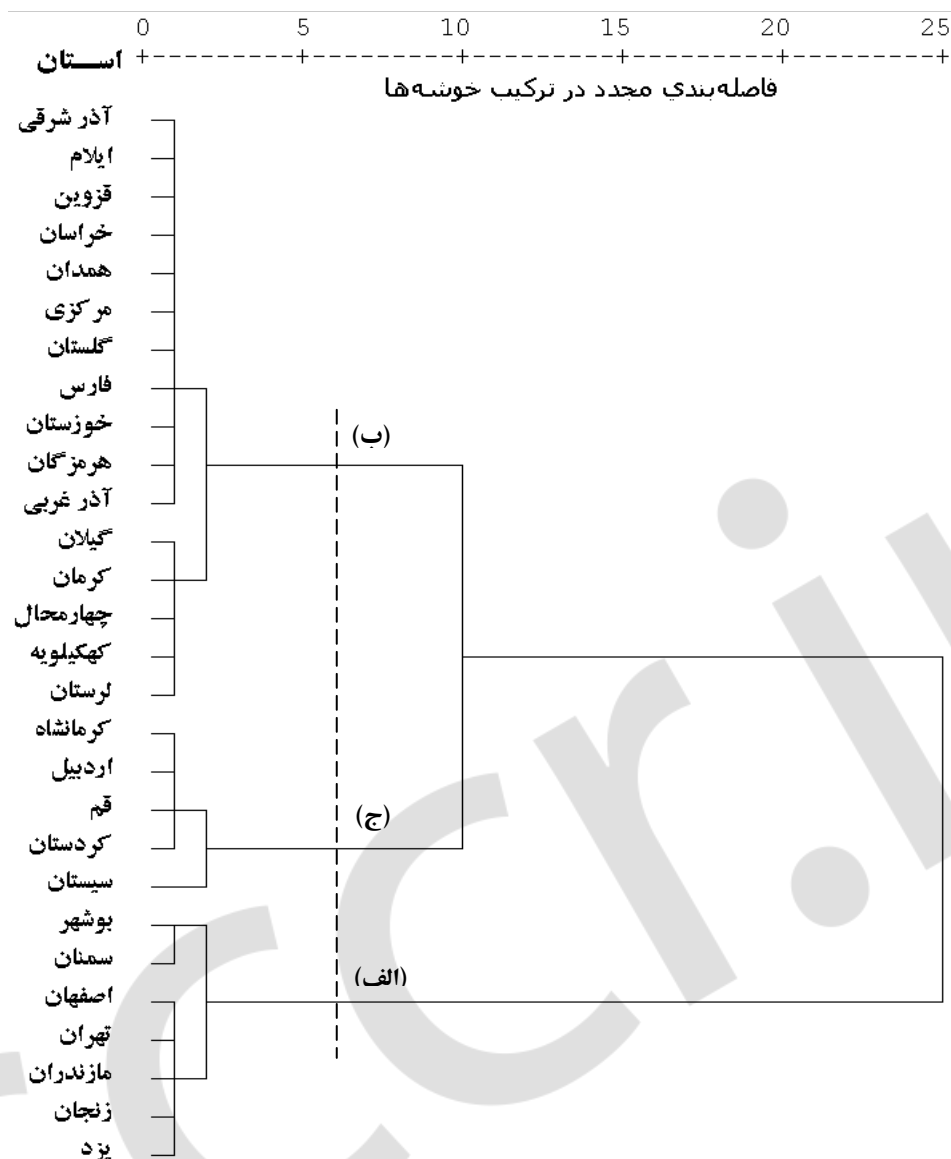 0 5 10 15 20 25
استان
فاصله‌بندي مجدد در تركيب خوشه‌ها
آذر شرقی
ایلام
قزوین
خراسان
همدان
مرکزی
گلستان
فارس
خوزستان
(ب)
هرمزگان
آذر غربی
گیلان
کرمان
چهارمحال
کهکیلویه
لرستان
کرمانشاه
اردبیل
قم
(ج)
کردستان
سیستان
بوشهر
سمنان
(الف)
اصفهان
تهران
مازندران
زنجان
یزد
ccr.i